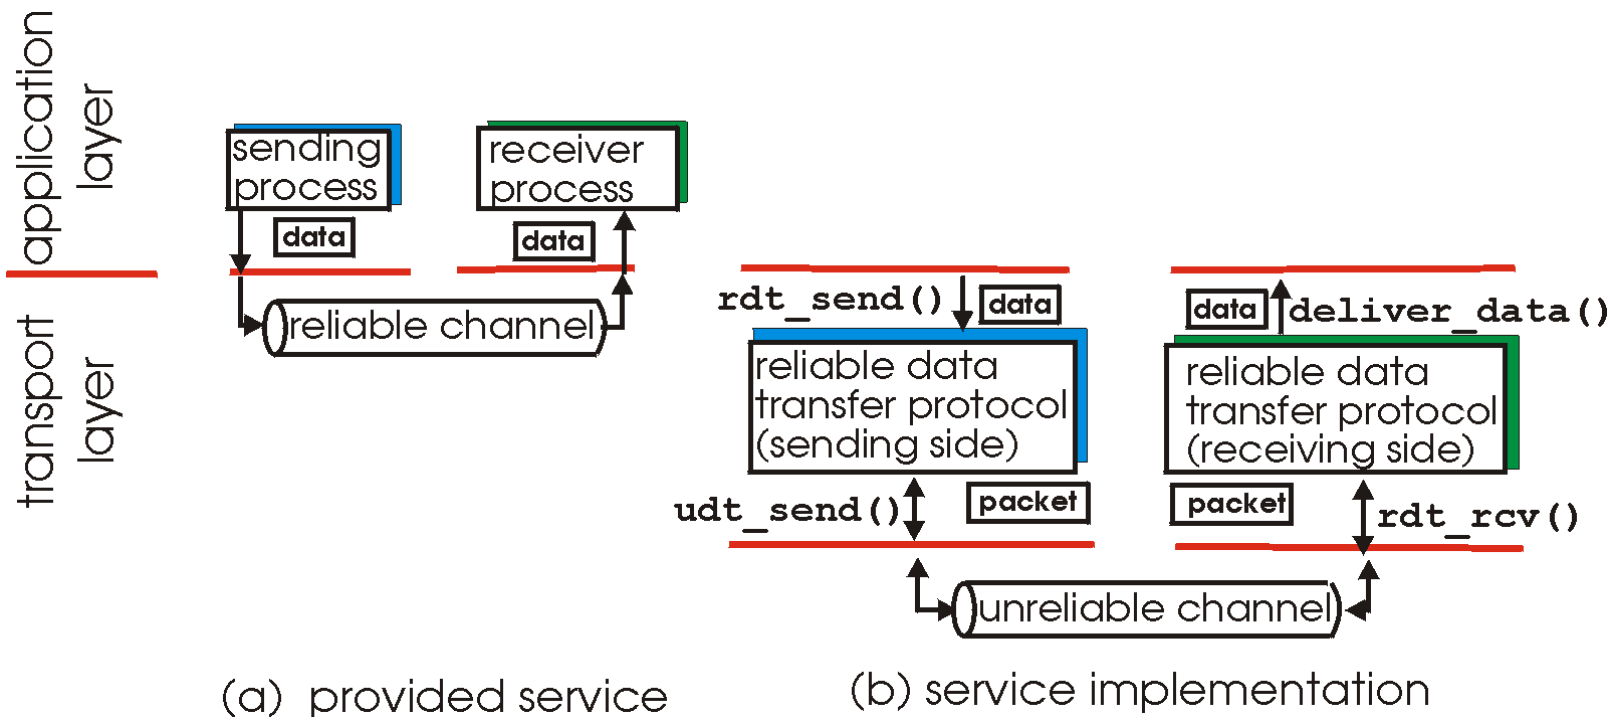 application
layer
transport
layer
sending
process
data
receiver
process
data
reliable channel
(a) provided service
rdt_send()
data
reliable data
transfer protocol
(sending side)
udt_send()
packet
data
deliver_data()
reliable data
transfer protocol
(receiving side)
packet
rdt_rcv()
unreliable channel
(b) service implementation